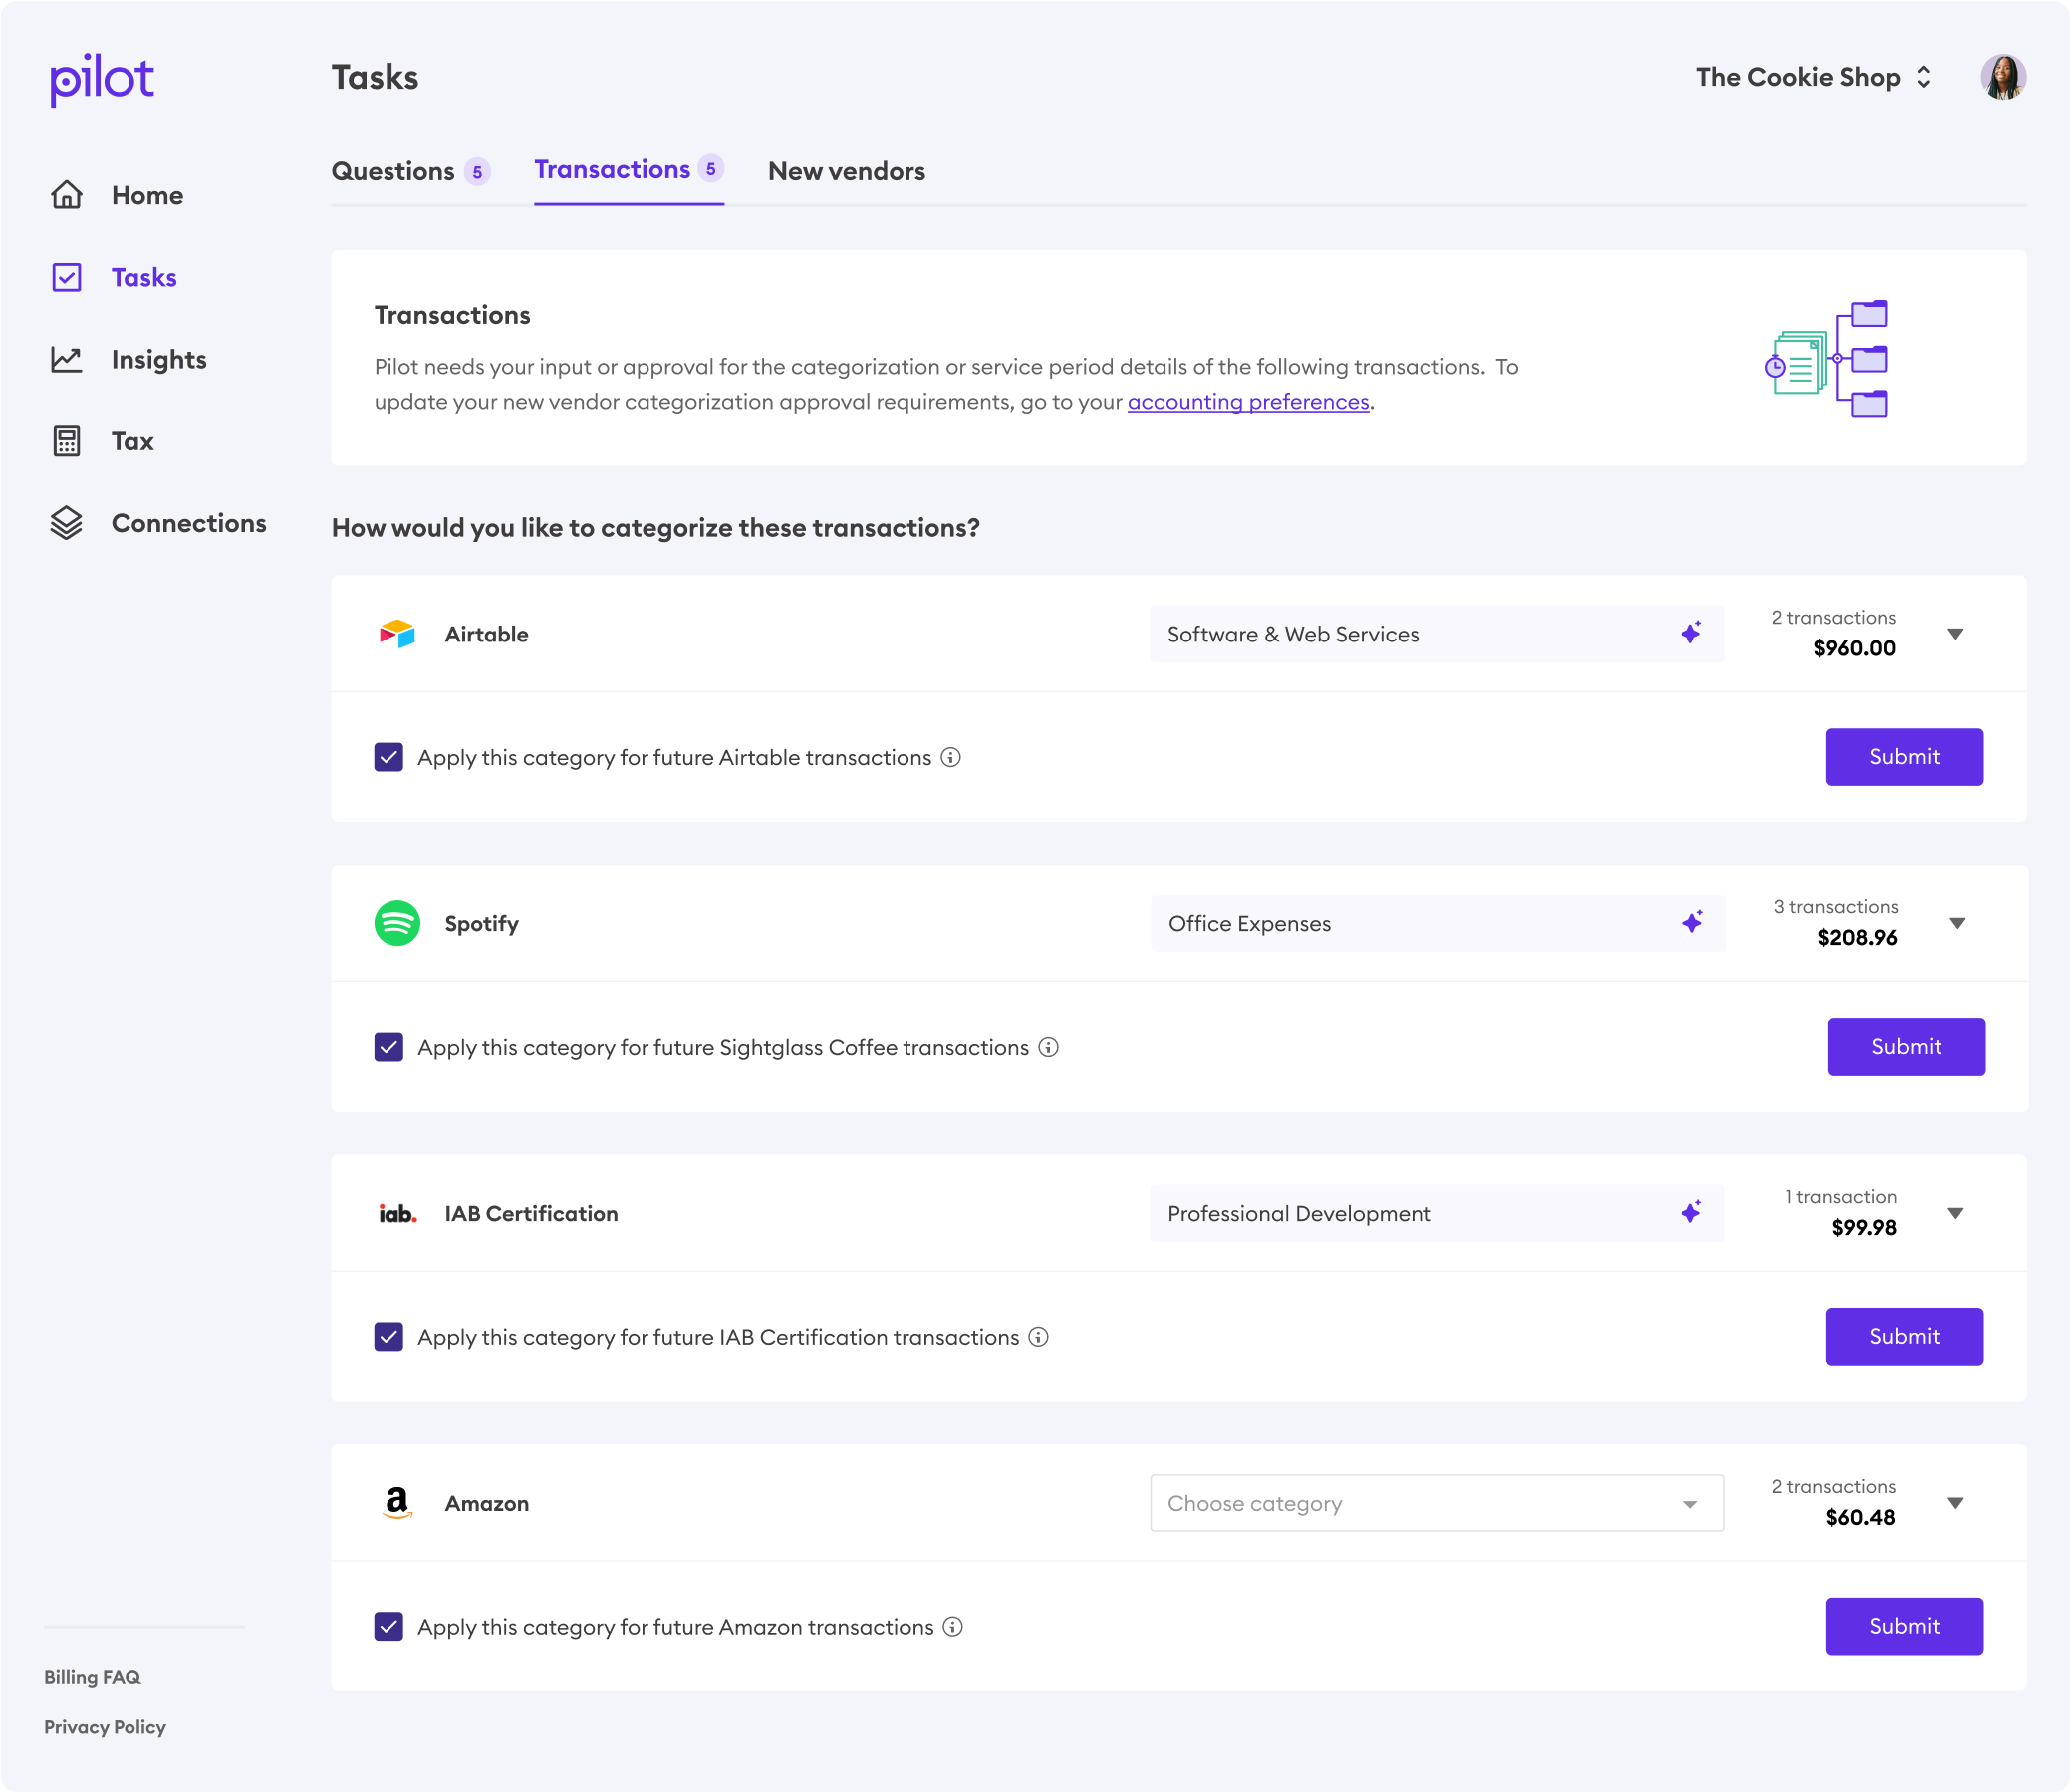 pilot
Tasks
The Cookie Shop
Questions 5
Transactions 5
New vendors
Home
Tasks
Insights
Tax
Connections
Transactions
Pilot needs your input or approval for the categorization or service period details of the following transactions. To
update your new vendor categorization approval requirements, go to your accounting preferences.
How would you like to categorize these transactions?
Airtable
Software & Web Services
2 transactions
$960.00
Apply this category for future Airtable transactions
Submit
Spotify
Office Expenses
3 transactions
$208.96
Apply this category for future Sightglass Coffee transactions
Submit
iab.
IAB Certification
Professional Development
1 transaction
$99.98
Apply this category for future IAB Certification transactions
Submit
a
Amazon
Choose category
2 transactions
$60.48
Apply this category for future Amazon transactions
Submit
Billing FAQ
Privacy Policy